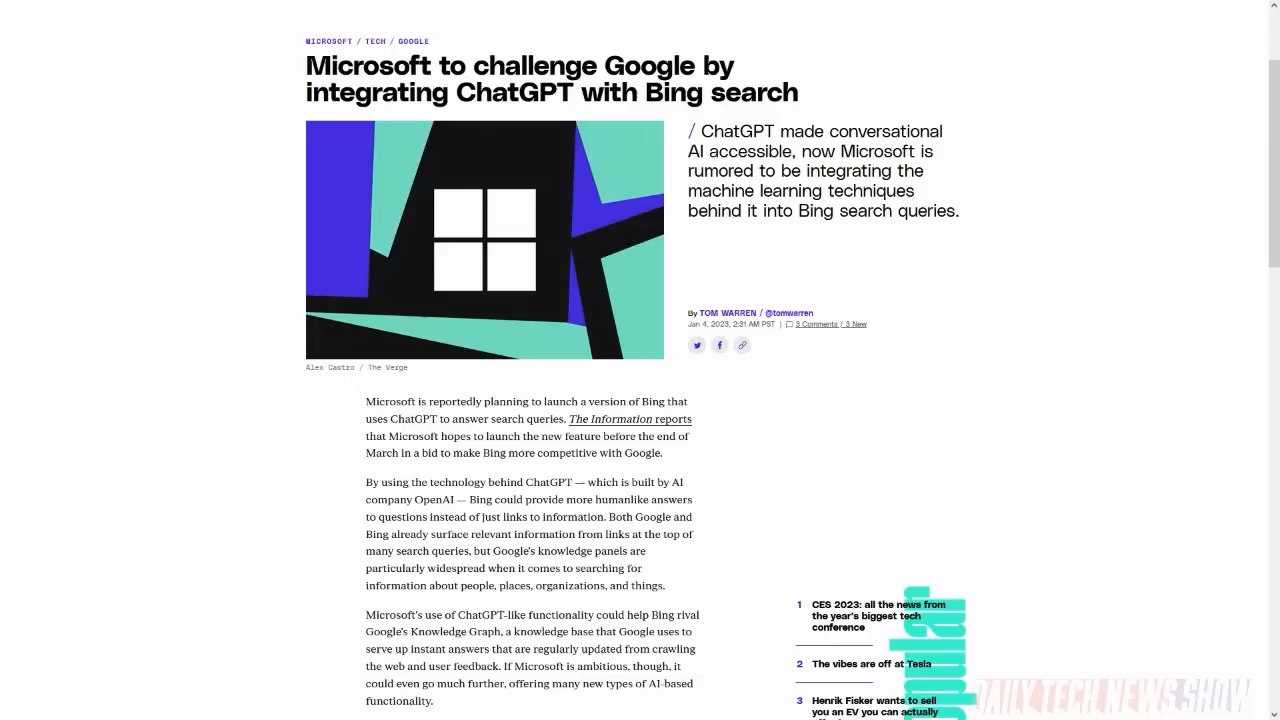 MICROSOFT / TECH / GOOGLE
Microsoft to challenge Google by
integrating ChatGPT with Bing search
/ ChatGPT made conversational
AI accessible, now Microsoft is
rumored to be integrating the
machine learning techniques
behind it into Bing search queries.
By TOM WARREN / @tomwarren
Jan 4, 2023, 2:31 AM PST | 3 Comments / 3 New
Alex Castro / The Verge
Microsoft is reportedly planning to launch a version of Bing that
uses ChatGPT to answer search queries. The Information reports
that Microsoft hopes to launch the new feature before the end of
March in a bid to make Bing more competitive with Google.
By using the technology behind ChatGPT — which is built by AI
company OpenAI — Bing could provide more humanlike answers
to questions instead of just links to information. Both Google and
Bing already surface relevant information from links at the top of
many search queries, but Google's knowledge panels are
particularly widespread when it comes to searching for
information about people, places, organizations, and things.
Microsoft's use of ChatGPT-like functionality could help Bing rival
Google's Knowledge Graph, a knowledge base that Google uses to
serve up instant answers that are regularly updated from crawling
the web and user feedback. If Microsoft is ambitious, though, it
could even go much further, offering many new types of AI-based
functionality.
1 CES 2023: all the news from
the year's biggest tech
conference
2 The vibes are off at Tesla
3 Henrik Fisker wants to sell
you an EV you can actually
DAILY TECH NEWS SHOW